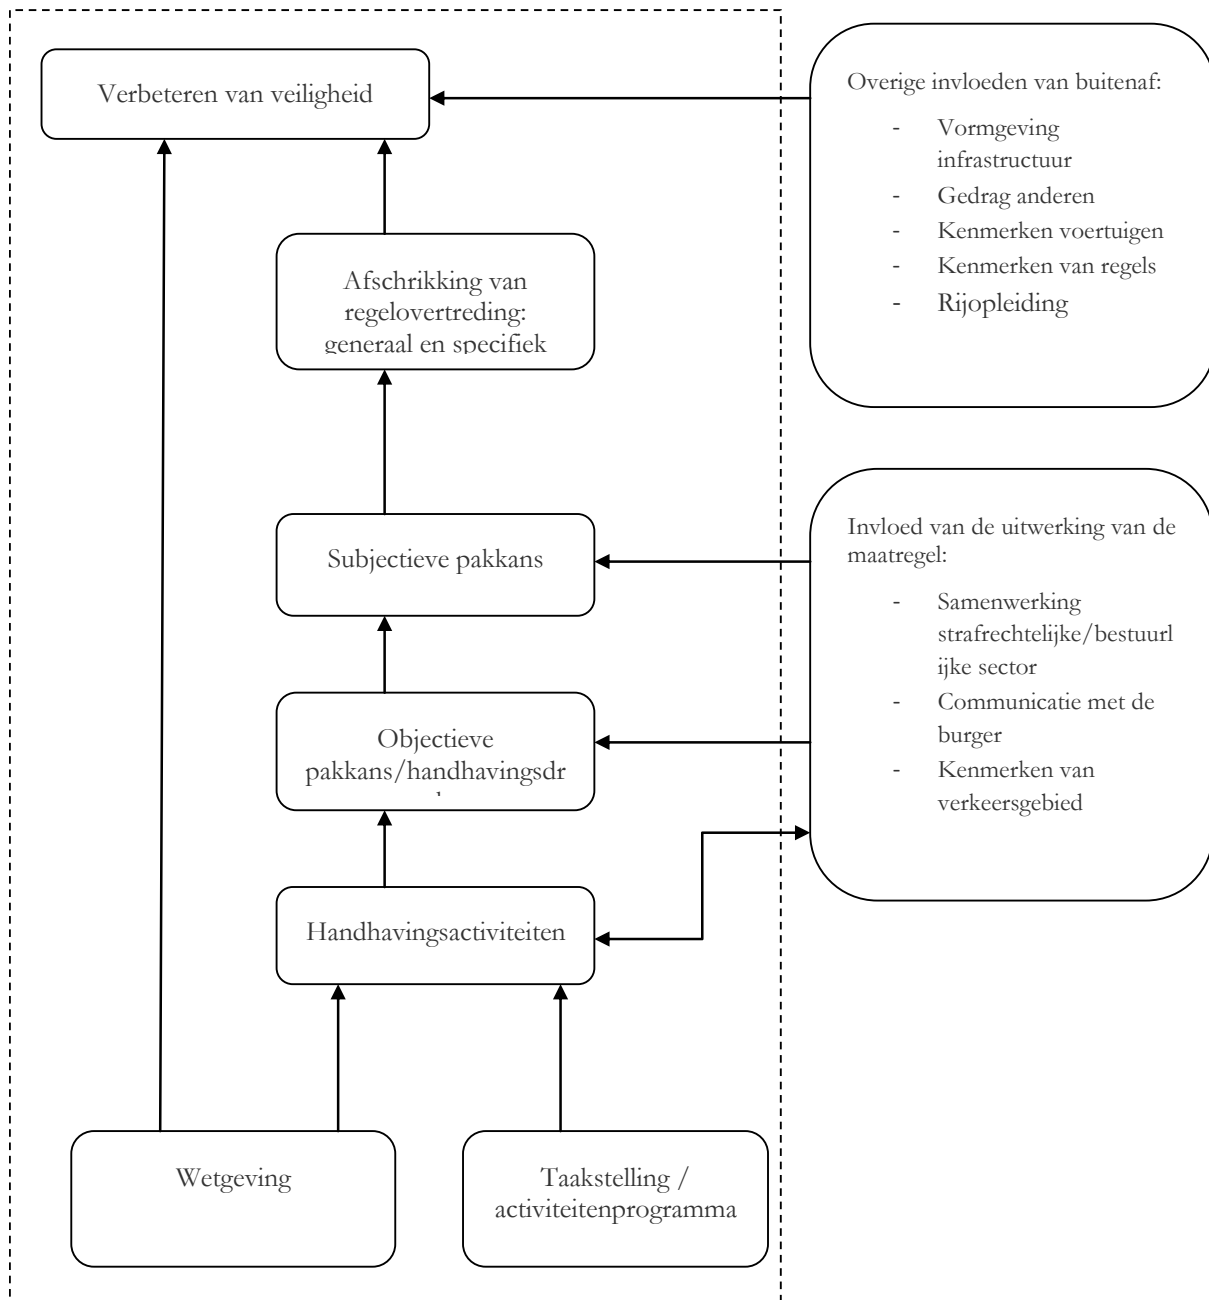 Verbeteren van veiligheid
Overige invloeden van buitenaf:
- Vormgeving
infrastructuur
- Gedrag anderen
- Kenmerken voertuigen
- Kenmerken van regels
- Rijopleiding
Afschrikking van
regelovertreding:
generaal en specifiek
Subjectieve pakkans
Invloed van de uitwerking van de
maatregel:
- Samenwerking
strafrechtelijke/bestuurl
ijke sector
- Communicatie met de
burger
- Kenmerken van
verkeersgebied
Objectieve
pakkans/handhavingsdr
Handhavingsactiviteiten
Wetgeving
Taakstelling /
activiteitenprogramma